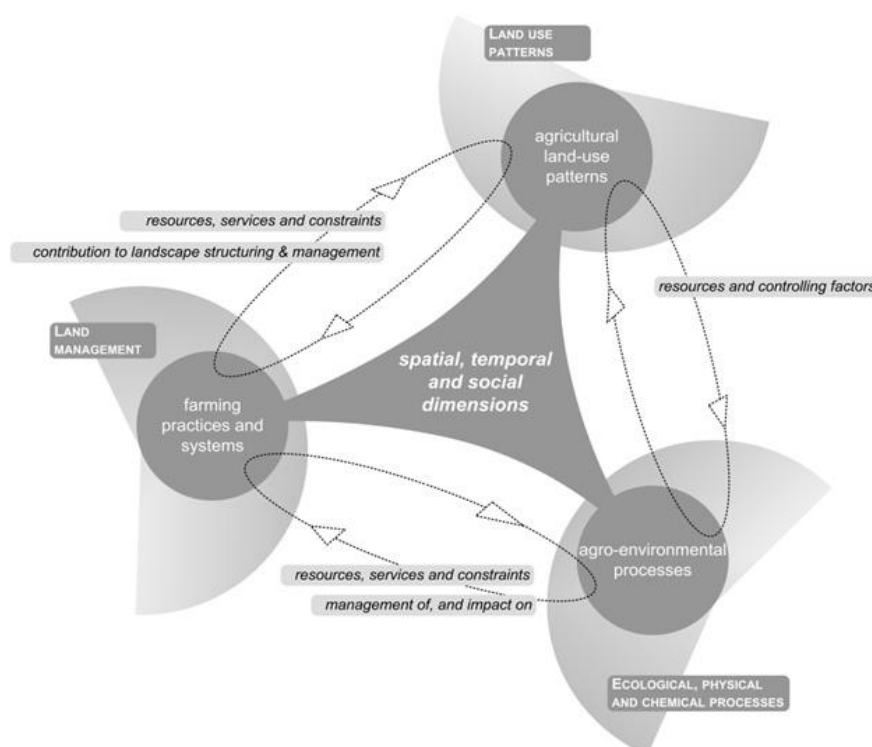 LAND USE
PATTERNS
agricultural
land-use
patterns
resources, services and constraints
contribution to landscape structuring & management
resources and controlling factors
LAND
MANAGEMENT
spatial, temporal
and social
dimensions
farming
practices and
systems
agro-environmental
processes
resources, services and constraints
management of, and impact on
ECOLOGICAL, PHYSICAL
AND CHEMICAL PROCESSES